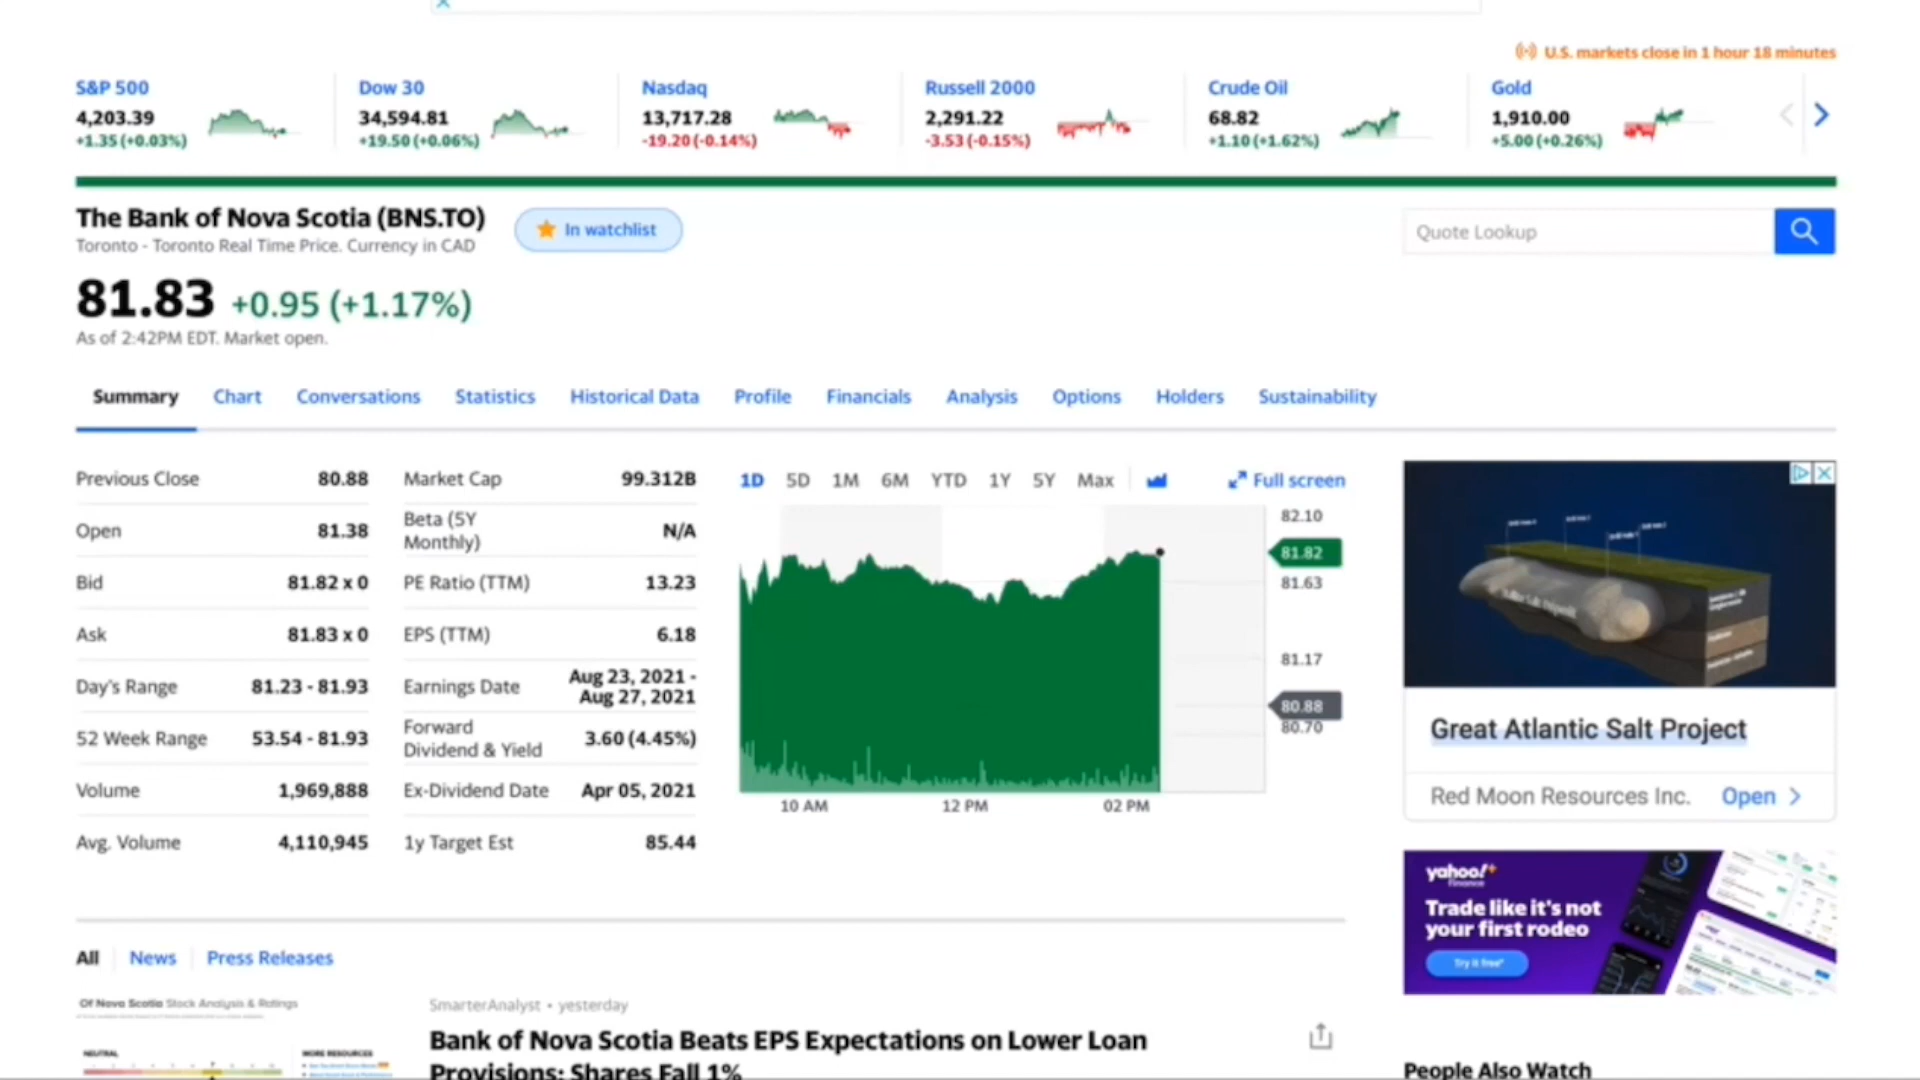 U.S. markets close in 1 hour 18 minutes
S&P 500
4,203.39
+1.35 (+0.03%)
Dow 30
34,594.81
+19.50 (+0.06%)
Nasdaq
13,717.28
-19.20 (-0.14%)
Russell 2000
2,291.22
-3.53 (-0.15%)
Crude Oil
68.82
+1.10 (+1.62%)
Gold
1,910.00
+5.00 (+0.26%)
The Bank of Nova Scotia (BNS.TO)
Toronto - Toronto Real Time Price. Currency in CAD
In watchlist
Quote Lookup
81.83 +0.95 (+1.17%)
As of 2:42PM EDT. Market open.
Summary Chart Conversations Statistics Historical Data Profile Financials Analysis Options Holders Sustainability
Previous Close 80.88
Open 81.38
Bid 81.82 x 0
Ask 81.83 x 0
Day's Range 81.23 - 81.93
52 Week Range 53.54 - 81.93
Volume 1,969,888
Avg. Volume 4,110,945
Market Cap 99.312B
Beta (5Y
Monthly) N/A
PE Ratio (TTM) 13.23
EPS (TTM) 6.18
Earnings Date Aug 23, 2021 -
Aug 27, 2021
Forward
Dividend & Yield 3.60 (4.45%)
Ex-Dividend Date Apr 05, 2021
1y Target Est 85.44
1D 5D 1M 6M YTD 1Y 5Y Max Full screen
82.10
81.82
81.63
81.17
80.88
80.70
10 AM 12 PM 02 PM
Great Atlantic Salt Project
Red Moon Resources Inc. Open
yahoo!+
finance
Trade like it's not
your first rodeo
Try it free*
All News Press Releases
Of Nova Scotia Stock Analysis & Ratings
NEUTRAL
MORE RESOURCES
SmarterAnalyst • yesterday
Bank of Nova Scotia Beats EPS Expectations on Lower Loan
Provisions; Shares Fall 1%
People Also Watch